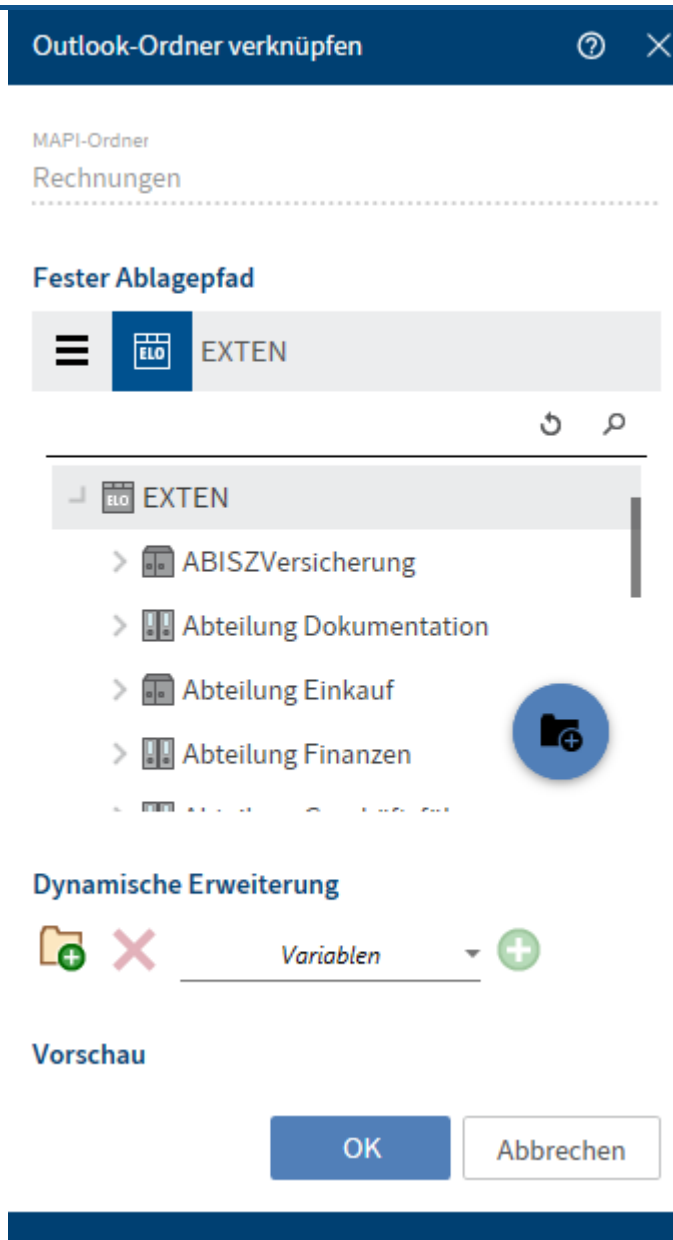 Outlook-Ordner verknüpfen
MAPI-Ordner
Rechnungen
Fester Ablagepfad
ELO EXTEN
ELO EXTEN
ABISZVersicherung
Abteilung Dokumentation
Abteilung Einkauf
Abteilung Finanzen
Dynamische Erweiterung
Variablen
Vorschau
OK Abbrechen